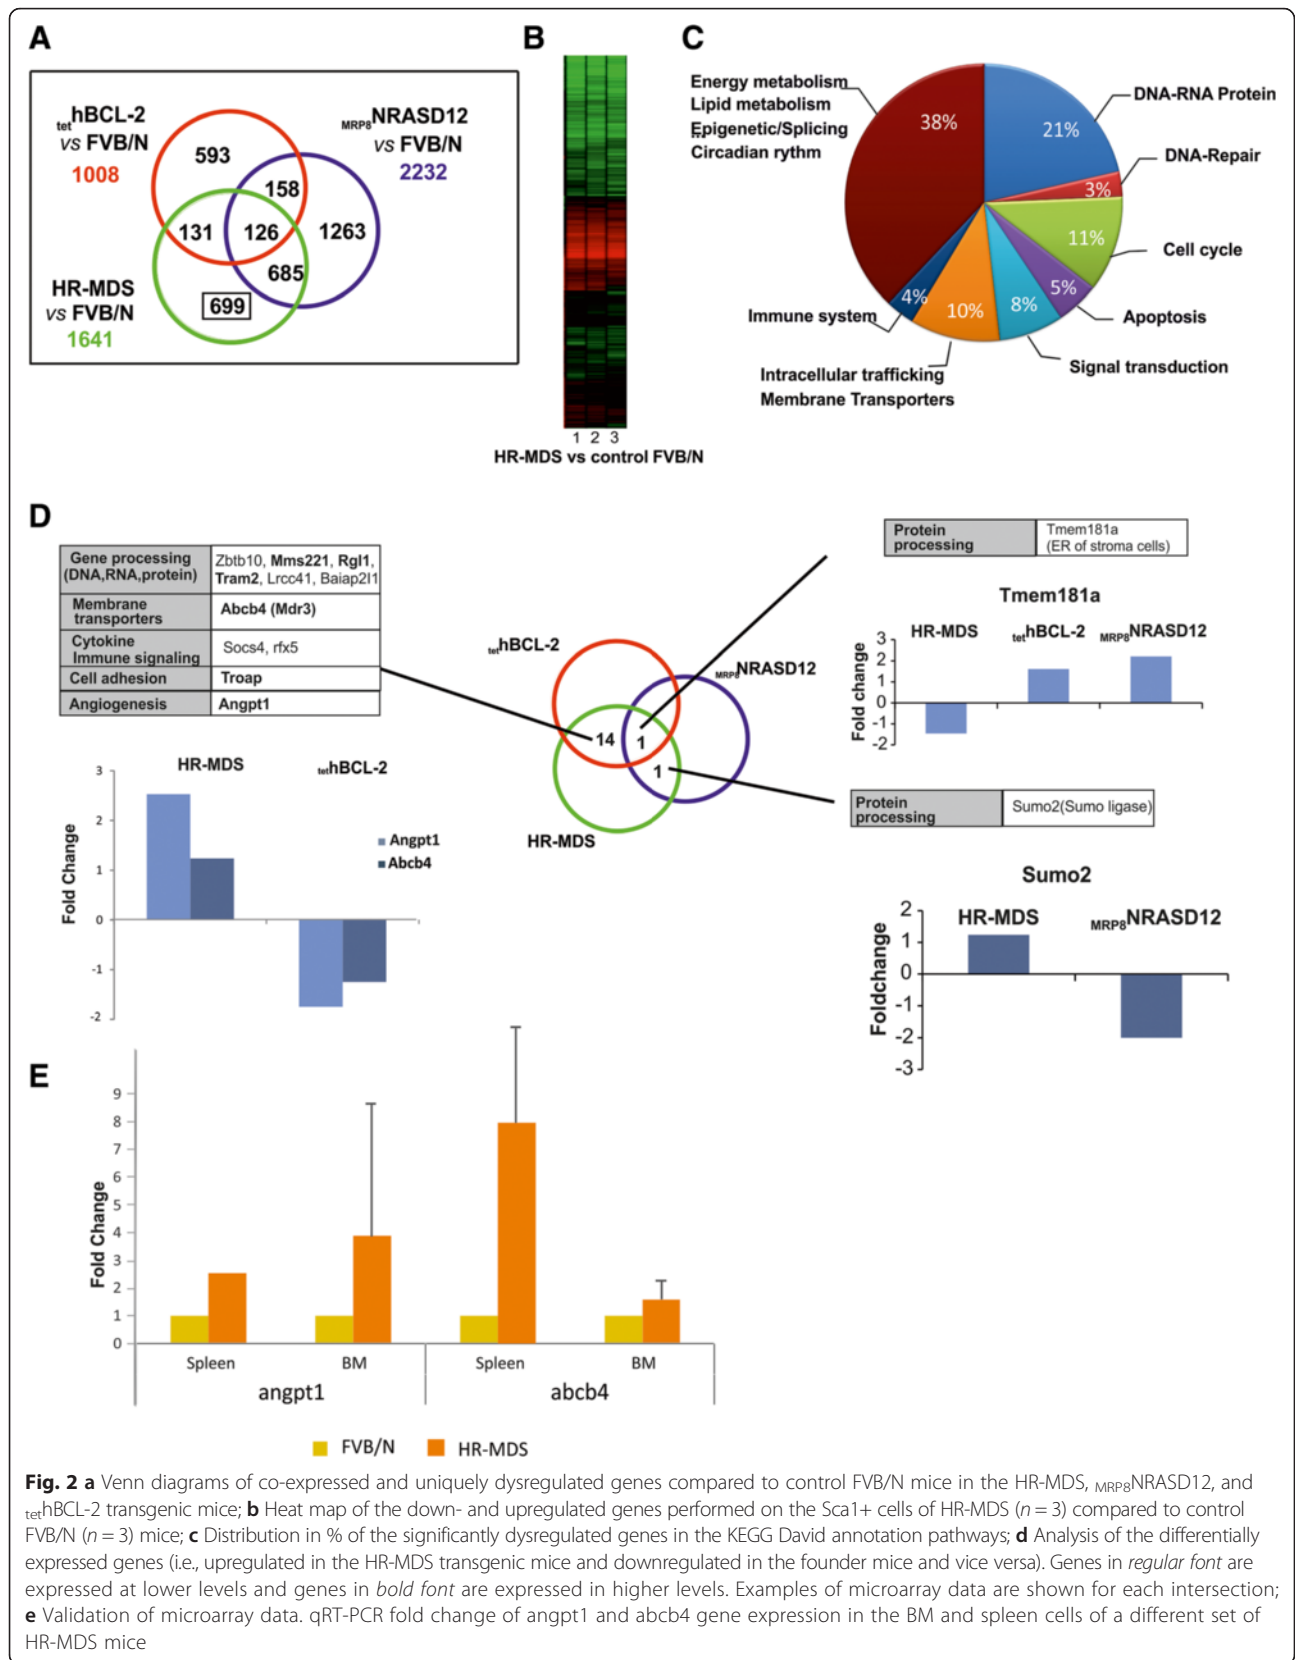 A
tethBCL-2
vs FVB/N
1008
MRP8NRASD12
vs FVB/N
2232
593
158
131
126
1263
685
699
HR-MDS
vs FVB/N
1641
B
1 2 3
HR-MDS vs control FVB/N
C
Energy metabolism
Lipid metabolism
Epigenetic/Splicing
Circadian rythm
38%
21%
DNA-RNA Protein
3%
DNA-Repair
11%
Cell cycle
5%
Apoptosis
8%
Signal transduction
10%
Intracellular trafficking
Membrane Transporters
4%
Immune system
D
Gene processing
(DNA,RNA,protein)
Zbtb10, Mms221, Rgl1,
Tram2, Lrcc41, Baiap2l1
Membrane
transporters
Abcb4 (Mdr3)
Cytokine
Immune signaling
Socs4, rfx5
Cell adhesion
Troap
Angiogenesis
Angpt1
tethBCL-2
MRP8NRASD12
14
1
1
HR-MDS
Protein
processing
Tmem181a
(ER of stroma cells)
Tmem181a
HR-MDS
tethBCL-2
MRP8NRASD12
Fold change
3
2
1
0
-1
-2
Protein
processing
Sumo2(Sumo ligase)
Sumo2
HR-MDS
MRP8NRASD12
Foldchange
2
1
0
-1
-2
-3
HR-MDS
tethBCL-2
Fold Change
3
2
1
0
-1
-2
Angpt1
Abcb4
E
Fold Change
9
8
7
6
5
4
3
2
1
0
Spleen BM Spleen BM
angpt1 abcb4
FVB/N HR-MDS
Fig. 2 a Venn diagrams of co-expressed and uniquely dysregulated genes compared to control FVB/N mice in the HR-MDS, MRP8NRASD12, and
tethBCL-2 transgenic mice; b Heat map of the down- and upregulated genes performed on the Sca1+ cells of HR-MDS (n = 3) compared to control
FVB/N (n = 3) mice; c Distribution in % of the significantly dysregulated genes in the KEGG David annotation pathways; d Analysis of the differentially
expressed genes (i.e., upregulated in the HR-MDS transgenic mice and downregulated in the founder mice and vice versa). Genes in regular font are
expressed at lower levels and genes in bold font are expressed in higher levels. Examples of microarray data are shown for each intersection;
e Validation of microarray data. qRT-PCR fold change of angpt1 and abcb4 gene expression in the BM and spleen cells of a different set of
HR-MDS mice